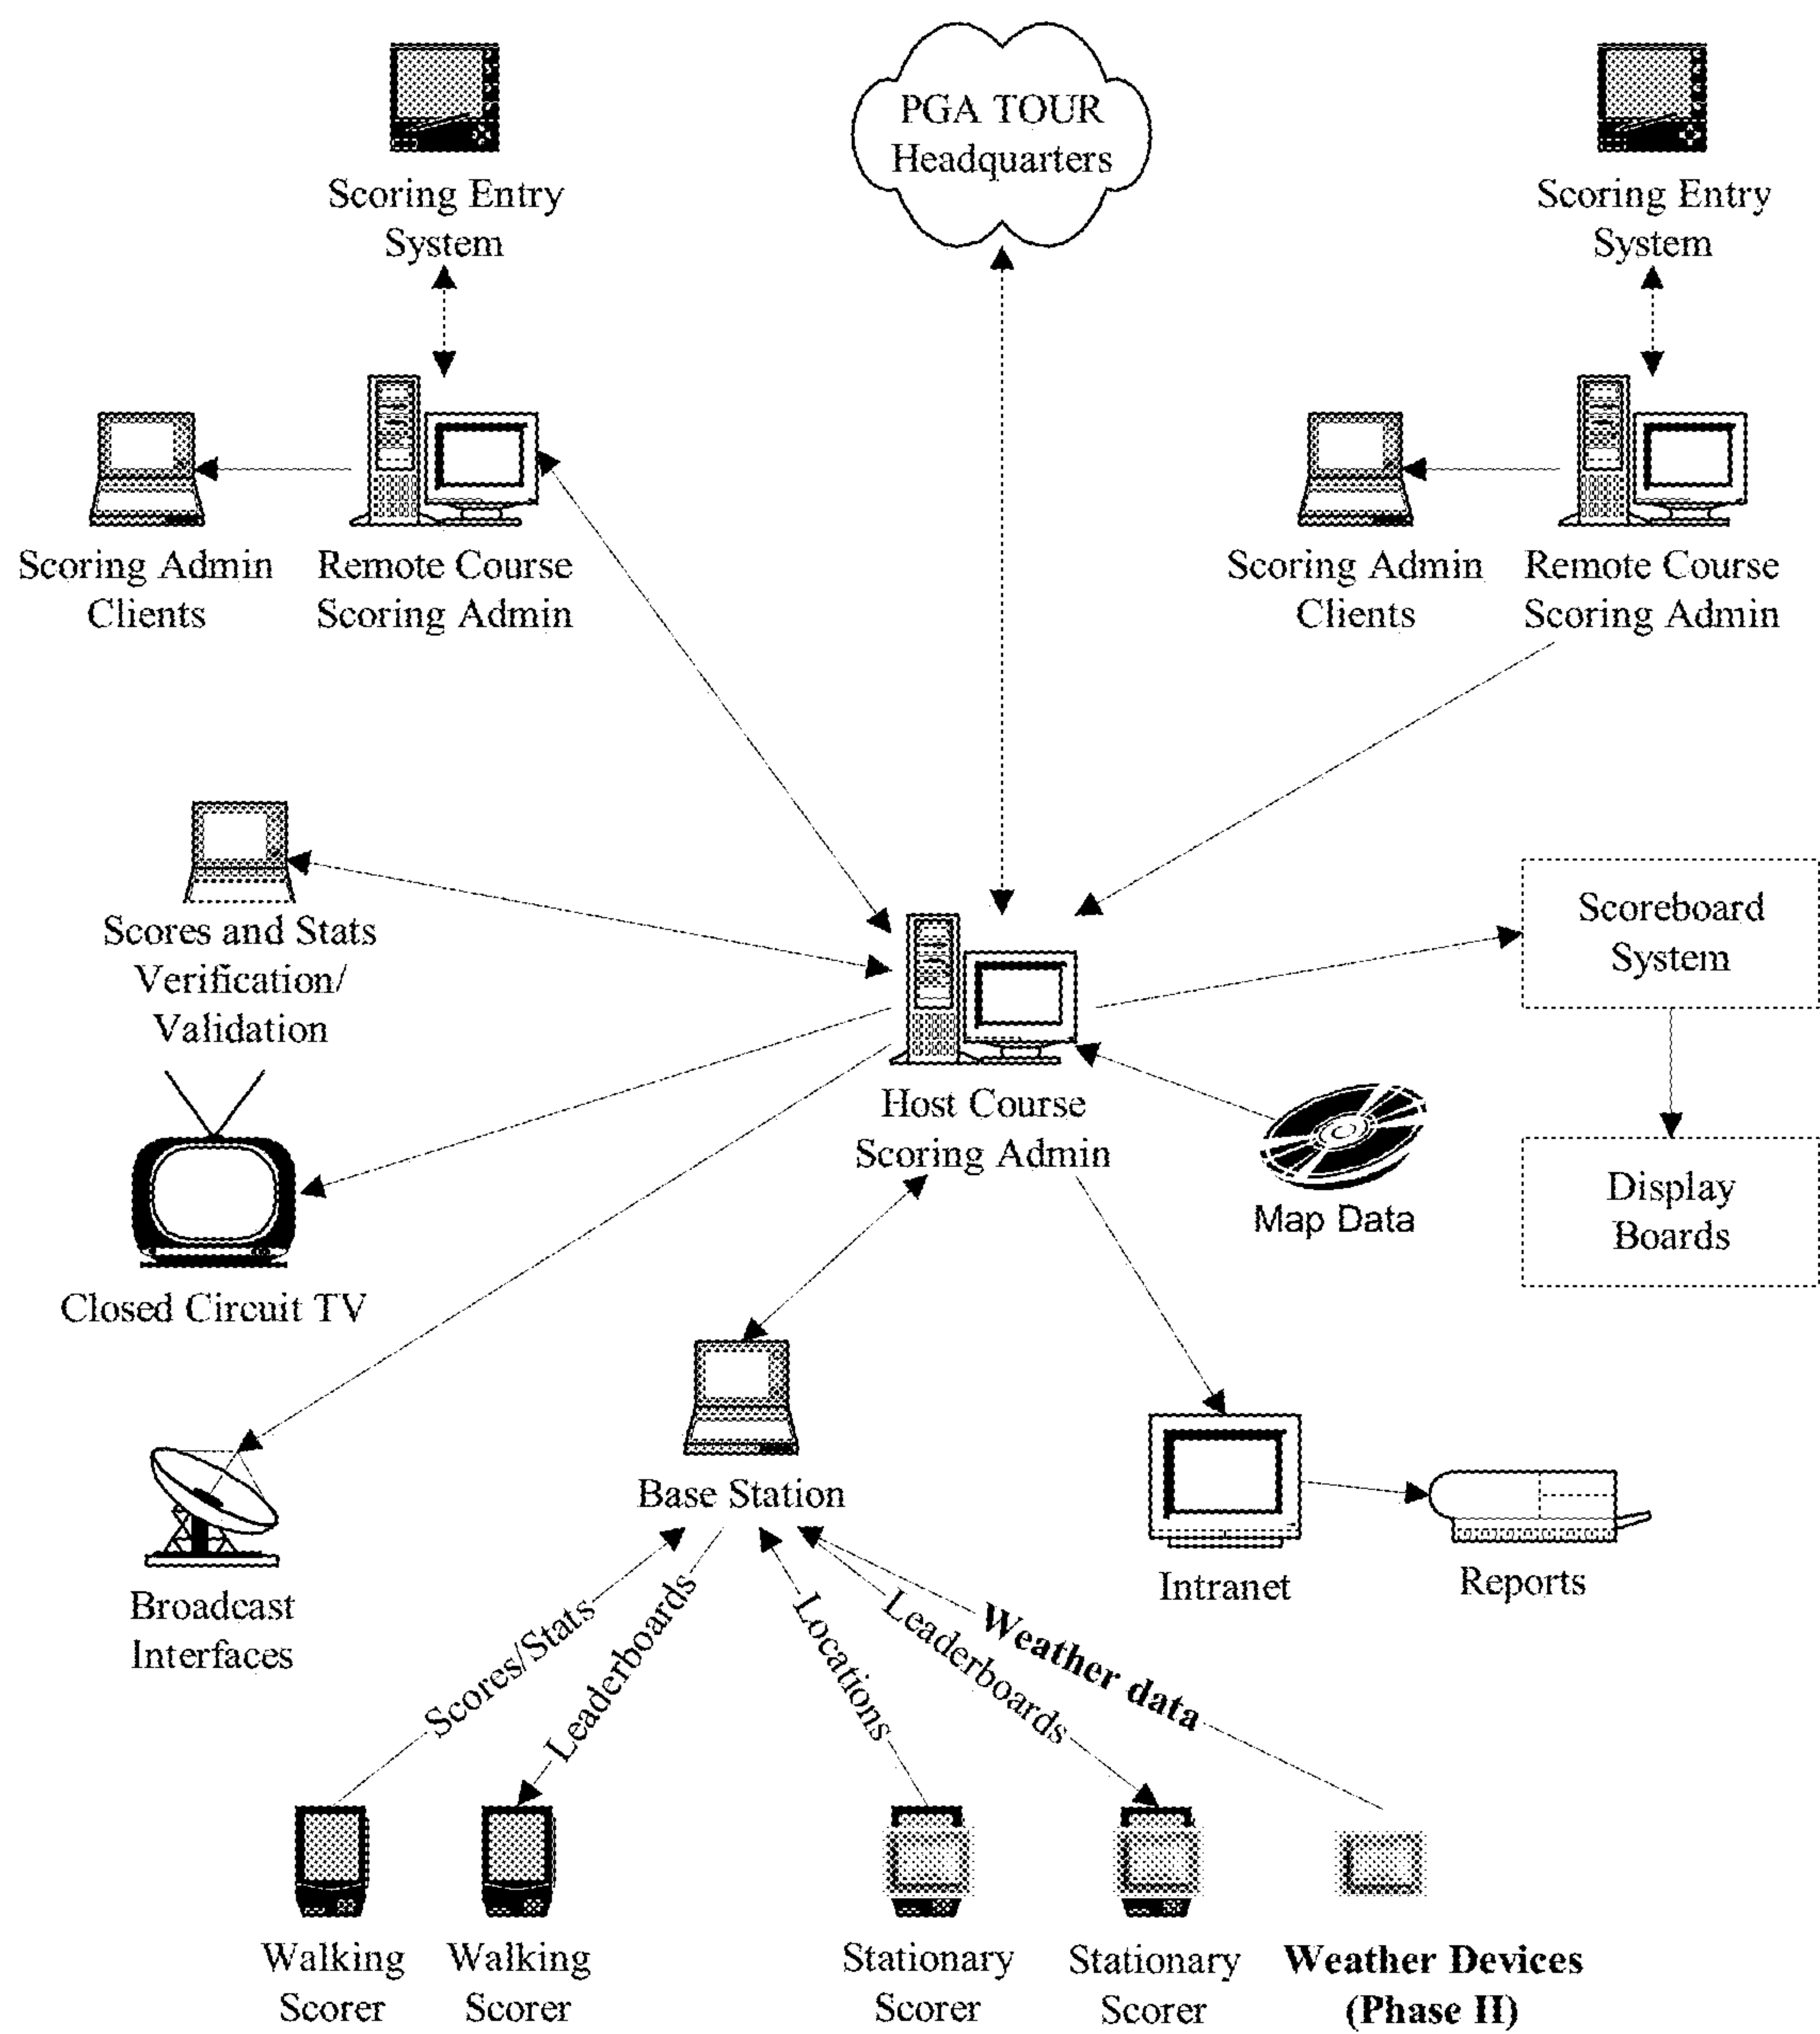 PGA TOUR
Headquarters
Scoring Entry
System
Scoring Entry
System
Scoring Admin
Clients
Remote Course
Scoring Admin
Scoring Admin
Clients
Remote Course
Scoring Admin
Scores and Stats
Verification/
Validation
Scoreboard
System
Host Course
Scoring Admin
Map Data
Display
Boards
Closed Circuit TV
Base Station
Broadcast
Interfaces
Intranet
Reports
Scores/Stats
Leaderboards
Locations
Leaderboards
Weather data
Walking
Scorer
Walking
Scorer
Stationary
Scorer
Stationary
Scorer
Weather Devices
(Phase II)